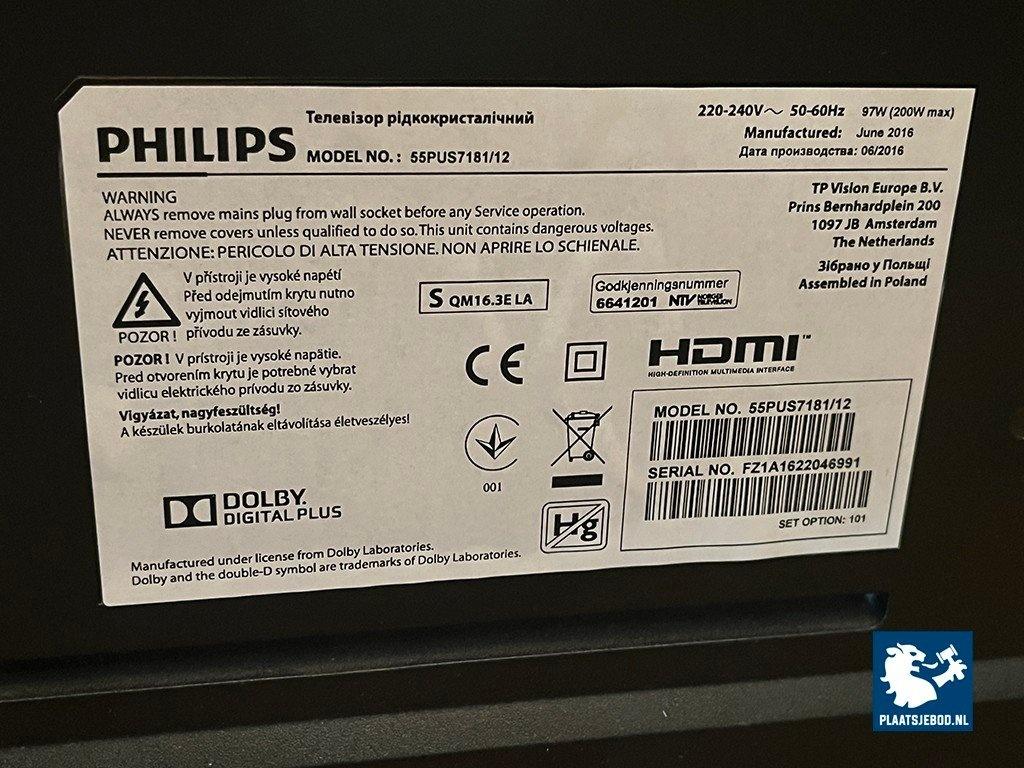 PHILIPS
Телевізор рідкокристалічний
MODEL NO. : 55PUS7181/12
220-240V～ 50-60Hz 97W (200W max)
Manufactured: June 2016
Дата производства: 06/2016
WARNING
ALWAYS remove mains plug from wall socket before any Service operation.
NEVER remove covers unless qualified to do so. This unit contains dangerous voltages.
ATTENZIONE: PERICOLO DI ALTA TENSIONE. NON APRIRE LO SCHIENALE.
TP Vision Europe B.V.
Prins Bernhardplein 200
1097 JB Amsterdam
The Netherlands
Зібрано у Польщі
Assembled in Poland
V přístroji je vysoké napětí
Před odejmutím krytu nutno
vyjmout vidlici síťového
přívodu ze zásuvky.
POZOR !
POZOR ! V prístroji je vysoké napätie.
Pred otvorením krytu je potrebné vybrat
vidlicu elektrického prívodu zo zásuvky.
Vigyázat, nagyfeszültség!
A készülek burkolatának eltávolítása életveszélyes!
S QM16.3E LA
Godkjenningsnummer
6641201 NTV NORGES TELEVISJON
CE
HDMI™
HIGH-DEFINITION MULTIMEDIA INTERFACE
001
Hg
MODEL NO. 55PUS7181/12
SERIAL NO. FZ1A1622046991
SET OPTION: 101
DOLBY.
DIGITAL PLUS
Manufactured under license from Dolby Laboratories.
Dolby and the double-D symbol are trademarks of Dolby Laboratories.
PLAATSJEBOD.NL